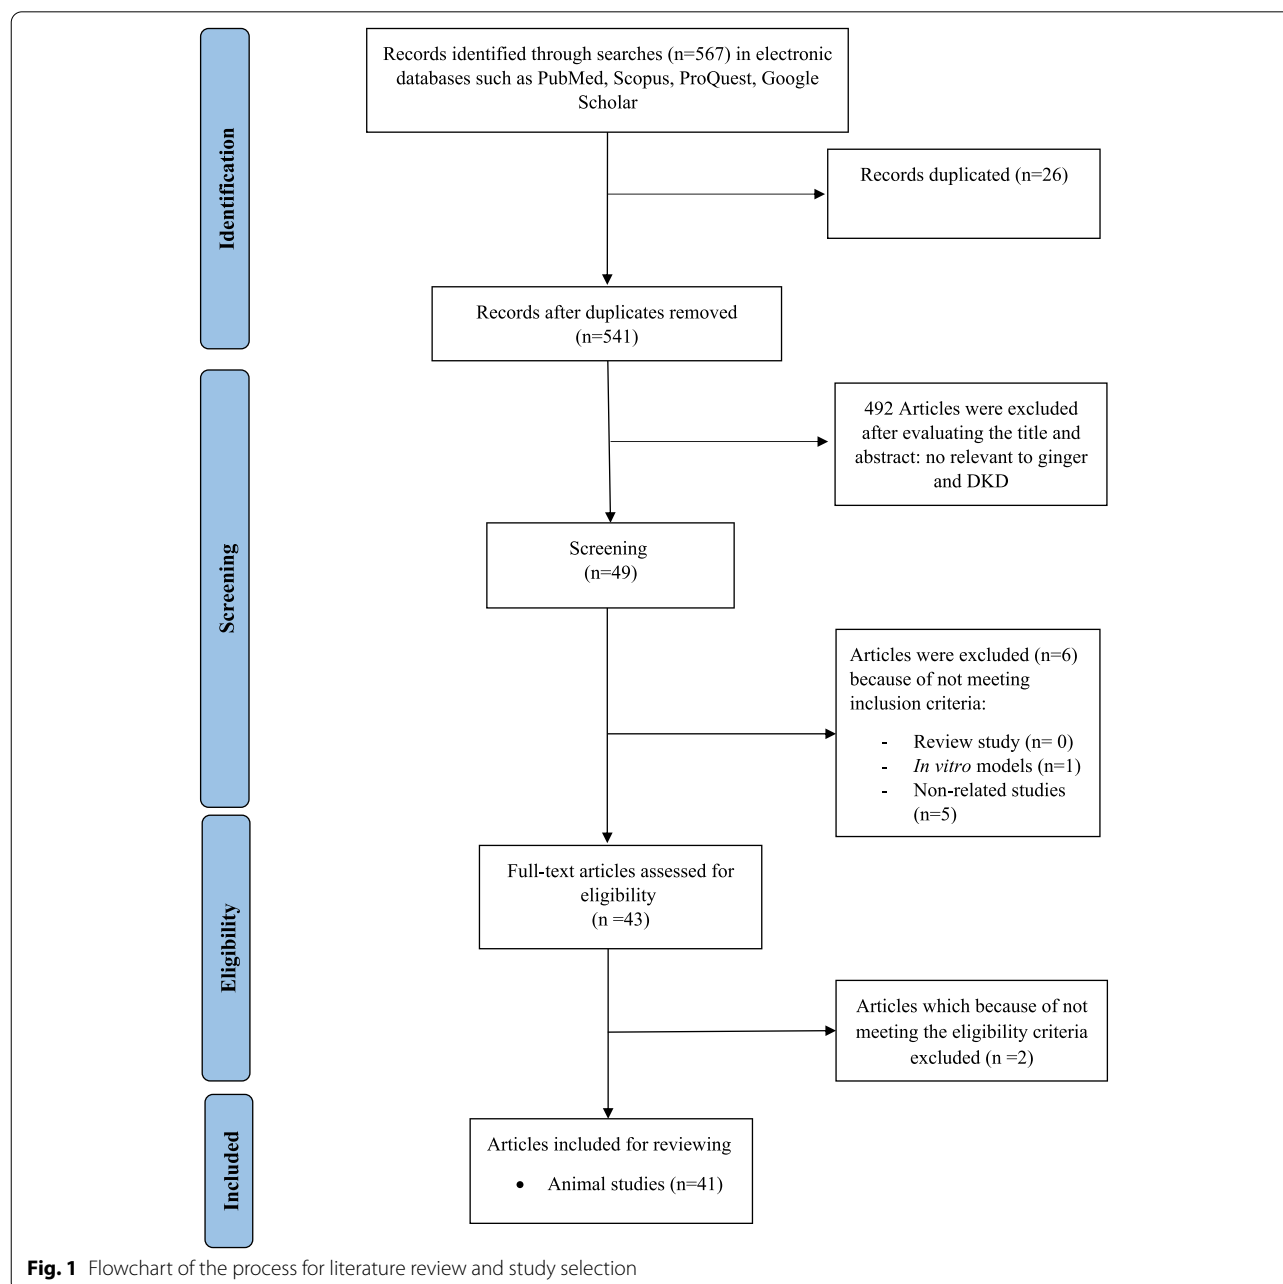 Records identified through searches (n=567) in electronic
databases such as PubMed, Scopus, ProQuest, Google
Scholar
Identification
Records duplicated (n=26)
Records after duplicates removed
(n=541)
492 Articles were excluded
after evaluating the title and
abstract: no relevant to ginger
and DKD
Screening
Screening
(n=49)
Articles were excluded (n=6)
because of not meeting
inclusion criteria:
- Review study (n= 0)
- In vitro models (n=1)
- Non-related studies
(n=5)
Full-text articles assessed for
eligibility
(n =43)
Eligibility
Articles which because of not
meeting the eligibility criteria
excluded (n =2)
Included
Articles included for reviewing
• Animal studies (n=41)
Fig. 1 Flowchart of the process for literature review and study selection